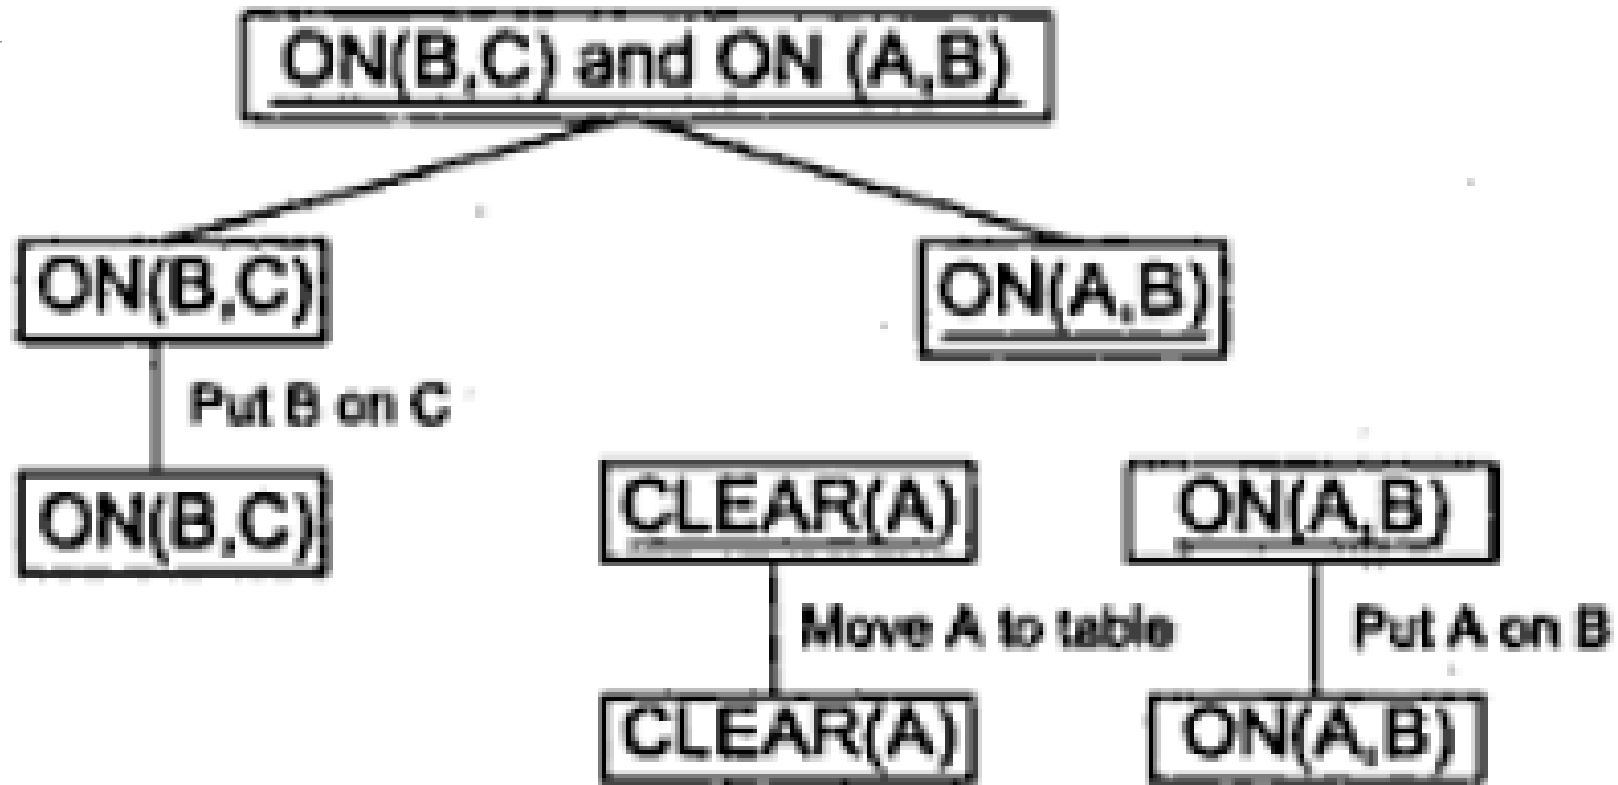 ON(B,C) and ON (A,B)
ON(B,C)
ON(A,B)
Put B on C
ON(B,C)
CLEAR(A)
ON(A,B)
Move A to table
Put A on B
CLEAR(A)
ON(A,B)